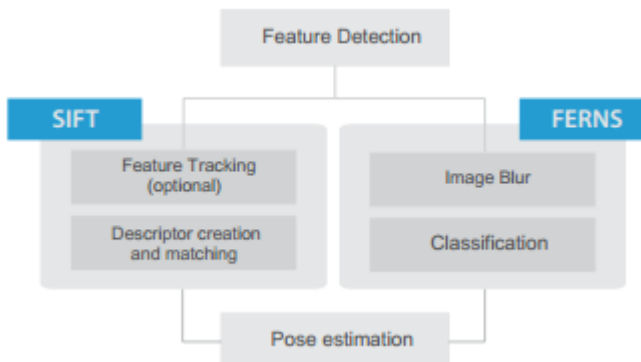 Feature Detection
SIFT
Feature Tracking
(optional)
Descriptor creation
and matching
FERNS
Image Blur
Classification
Pose estimation